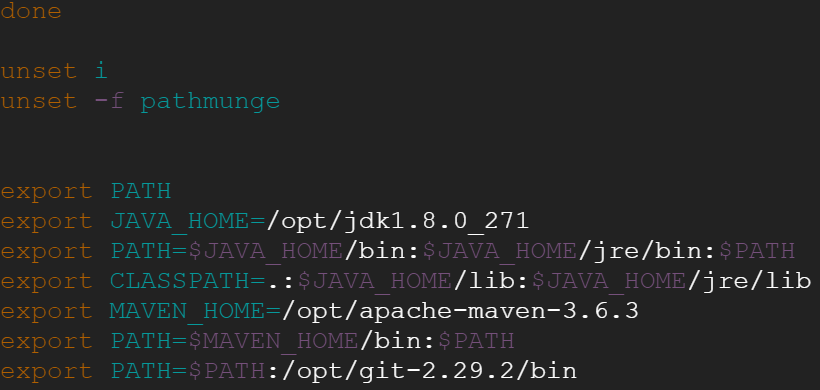 done
unset i
unset -f pathmunge
export PATH
export JAVA_HOME=/opt/jdk1.8.0_271
export PATH=$JAVA_HOME/bin:$JAVA_HOME/jre/bin:$PATH
export CLASSPATH=.:$JAVA_HOME/lib:$JAVA_HOME/jre/lib
export MAVEN_HOME=/opt/apache-maven-3.6.3
export PATH=$MAVEN_HOME/bin:$PATH
export PATH=$PATH:/opt/git-2.29.2/bin